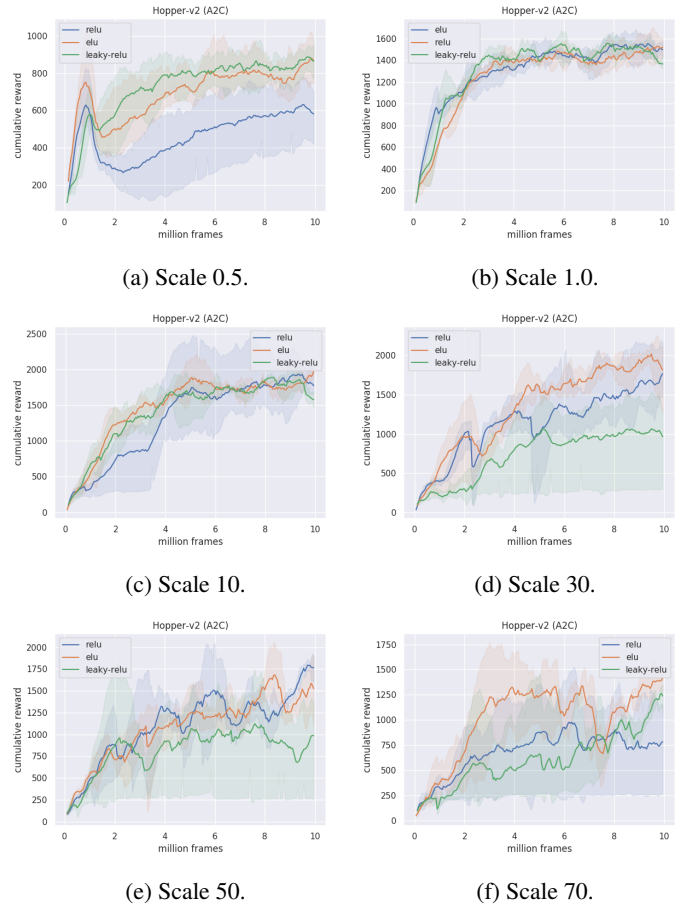 Hopper-v2 (A2C)
1000
800
600
400
200
cumulative reward
relu
elu
leaky-relu
0 2 4 6 8 10
million frames
(a) Scale 0.5.
Hopper-v2 (A2C)
1600
1400
1200
1000
800
600
400
200
cumulative reward
elu
relu
leaky-relu
0 2 4 6 8 10
million frames
(b) Scale 1.0.
Hopper-v2 (A2C)
2500
2000
1500
1000
500
0
cumulative reward
relu
elu
leaky-relu
0 2 4 6 8 10
million frames
(c) Scale 10.
Hopper-v2 (A2C)
2000
1500
1000
500
0
cumulative reward
relu
elu
leaky-relu
0 2 4 6 8 10
million frames
(d) Scale 30.
Hopper-v2 (A2C)
2000
1750
1500
1250
1000
750
500
250
0
cumulative reward
relu
elu
leaky-relu
0 2 4 6 8 10
million frames
(e) Scale 50.
Hopper-v2 (A2C)
1750
1500
1250
1000
750
500
250
0
cumulative reward
relu
elu
leaky-relu
0 2 4 6 8 10
million frames
(f) Scale 70.